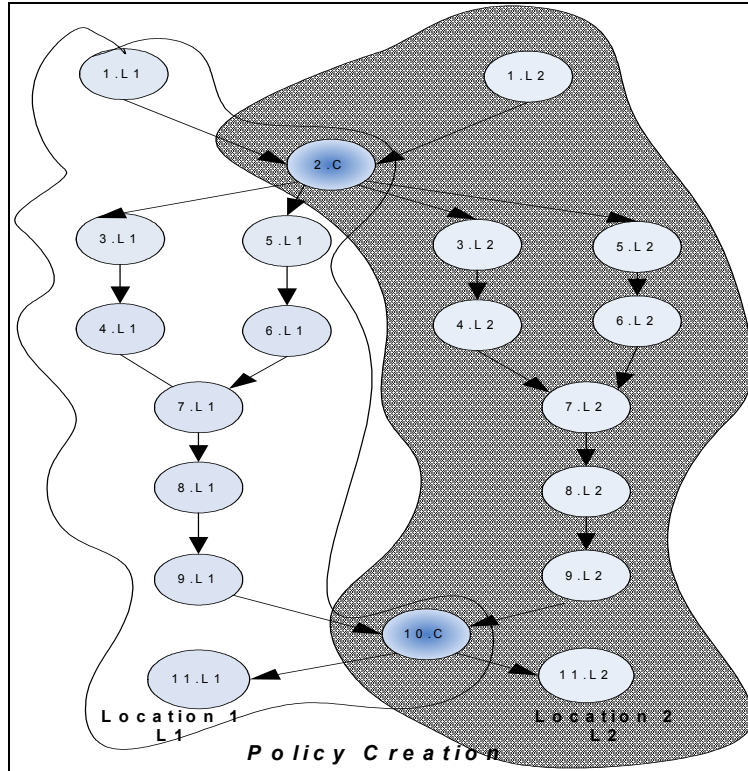 1.L1
1.L2
2.C
3.L1
5.L1
3.L2
5.L2
4.L1
6.L1
4.L2
6.L2
7.L1
7.L2
8.L1
8.L2
9.L1
9.L2
10.C
11.L1
11.L2
Location 1
L1
Location 2
L2
Policy Creation